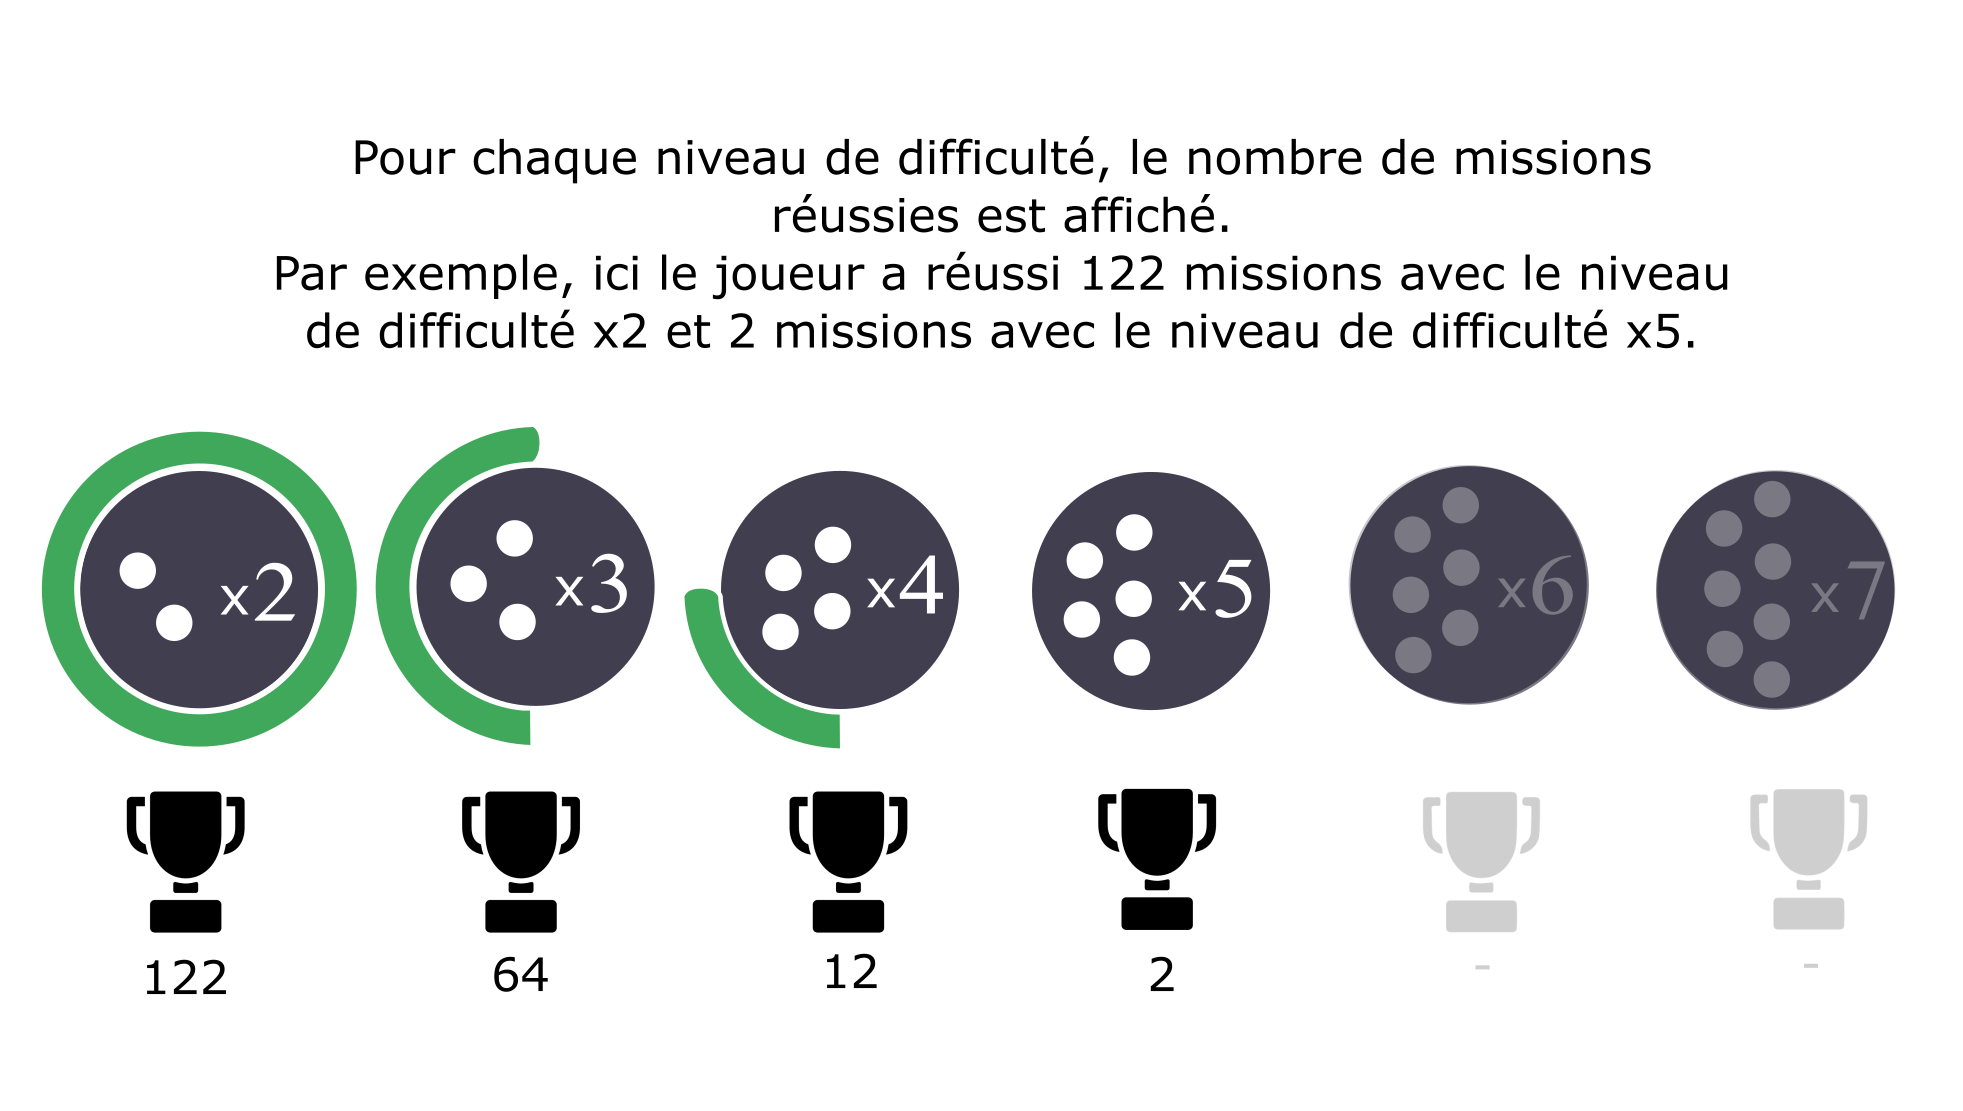 Pour chaque niveau de difficulté, le nombre de missions
réussies est affiché.
Par exemple, ici le joueur a réussi 122 missions avec le niveau
de difficulté x2 et 2 missions avec le niveau de difficulté x5.
x2 x3 x4 x5 x6 x7
122 64 12 2 - -